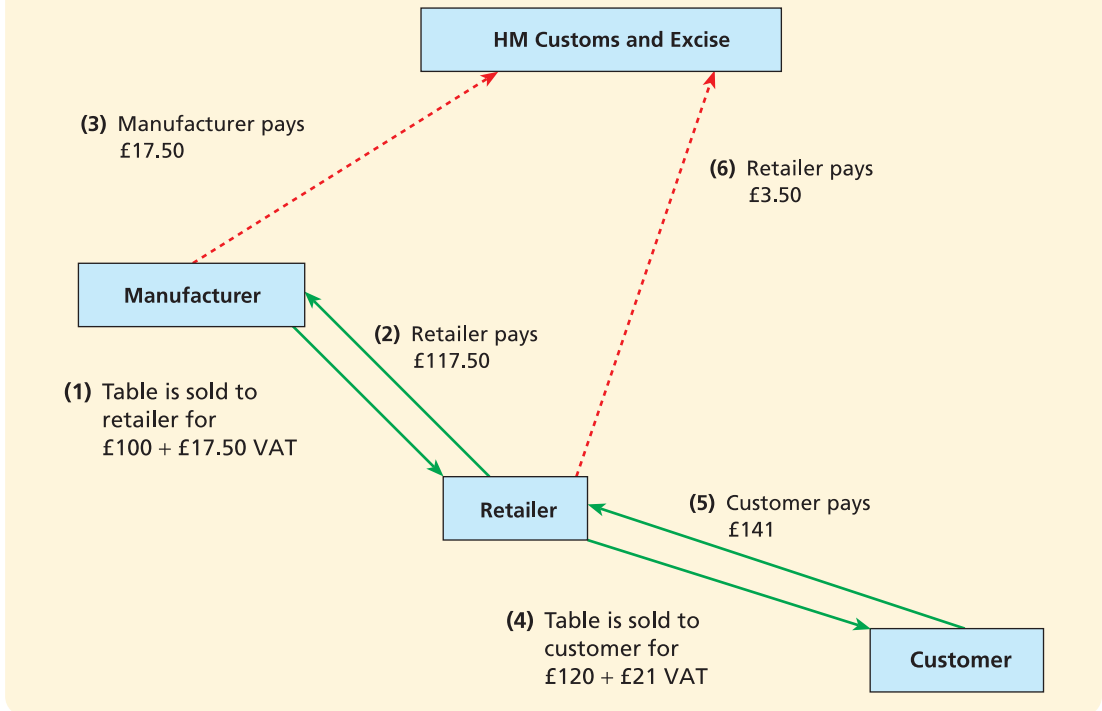 HM Customs and Excise
(3) Manufacturer pays
£17.50
(6) Retailer pays
£3.50
Manufacturer
(2) Retailer pays
£117.50
(1) Table is sold to
retailer for
£100 + £17.50 VAT
Retailer
(5) Customer pays
£141
(4) Table is sold to
customer for
£120 + £21 VAT
Customer